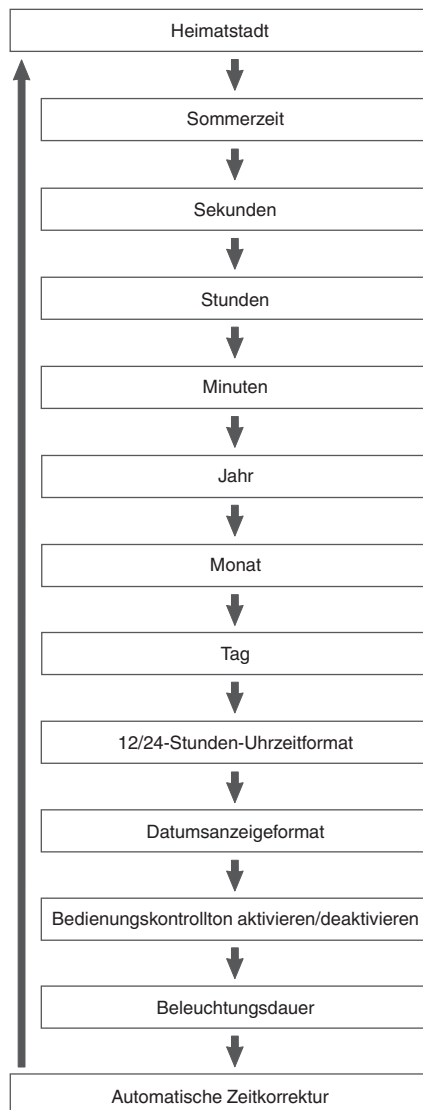 Heimatstadt
Sommerzeit
Sekunden
Stunden
Minuten
Jahr
Monat
Tag
12/24-Stunden-Uhrzeitformat
Datumsanzeigeformat
Bedienungskontrollton aktivieren/deaktivieren
Beleuchtungsdauer
Automatische Zeitkorrektur